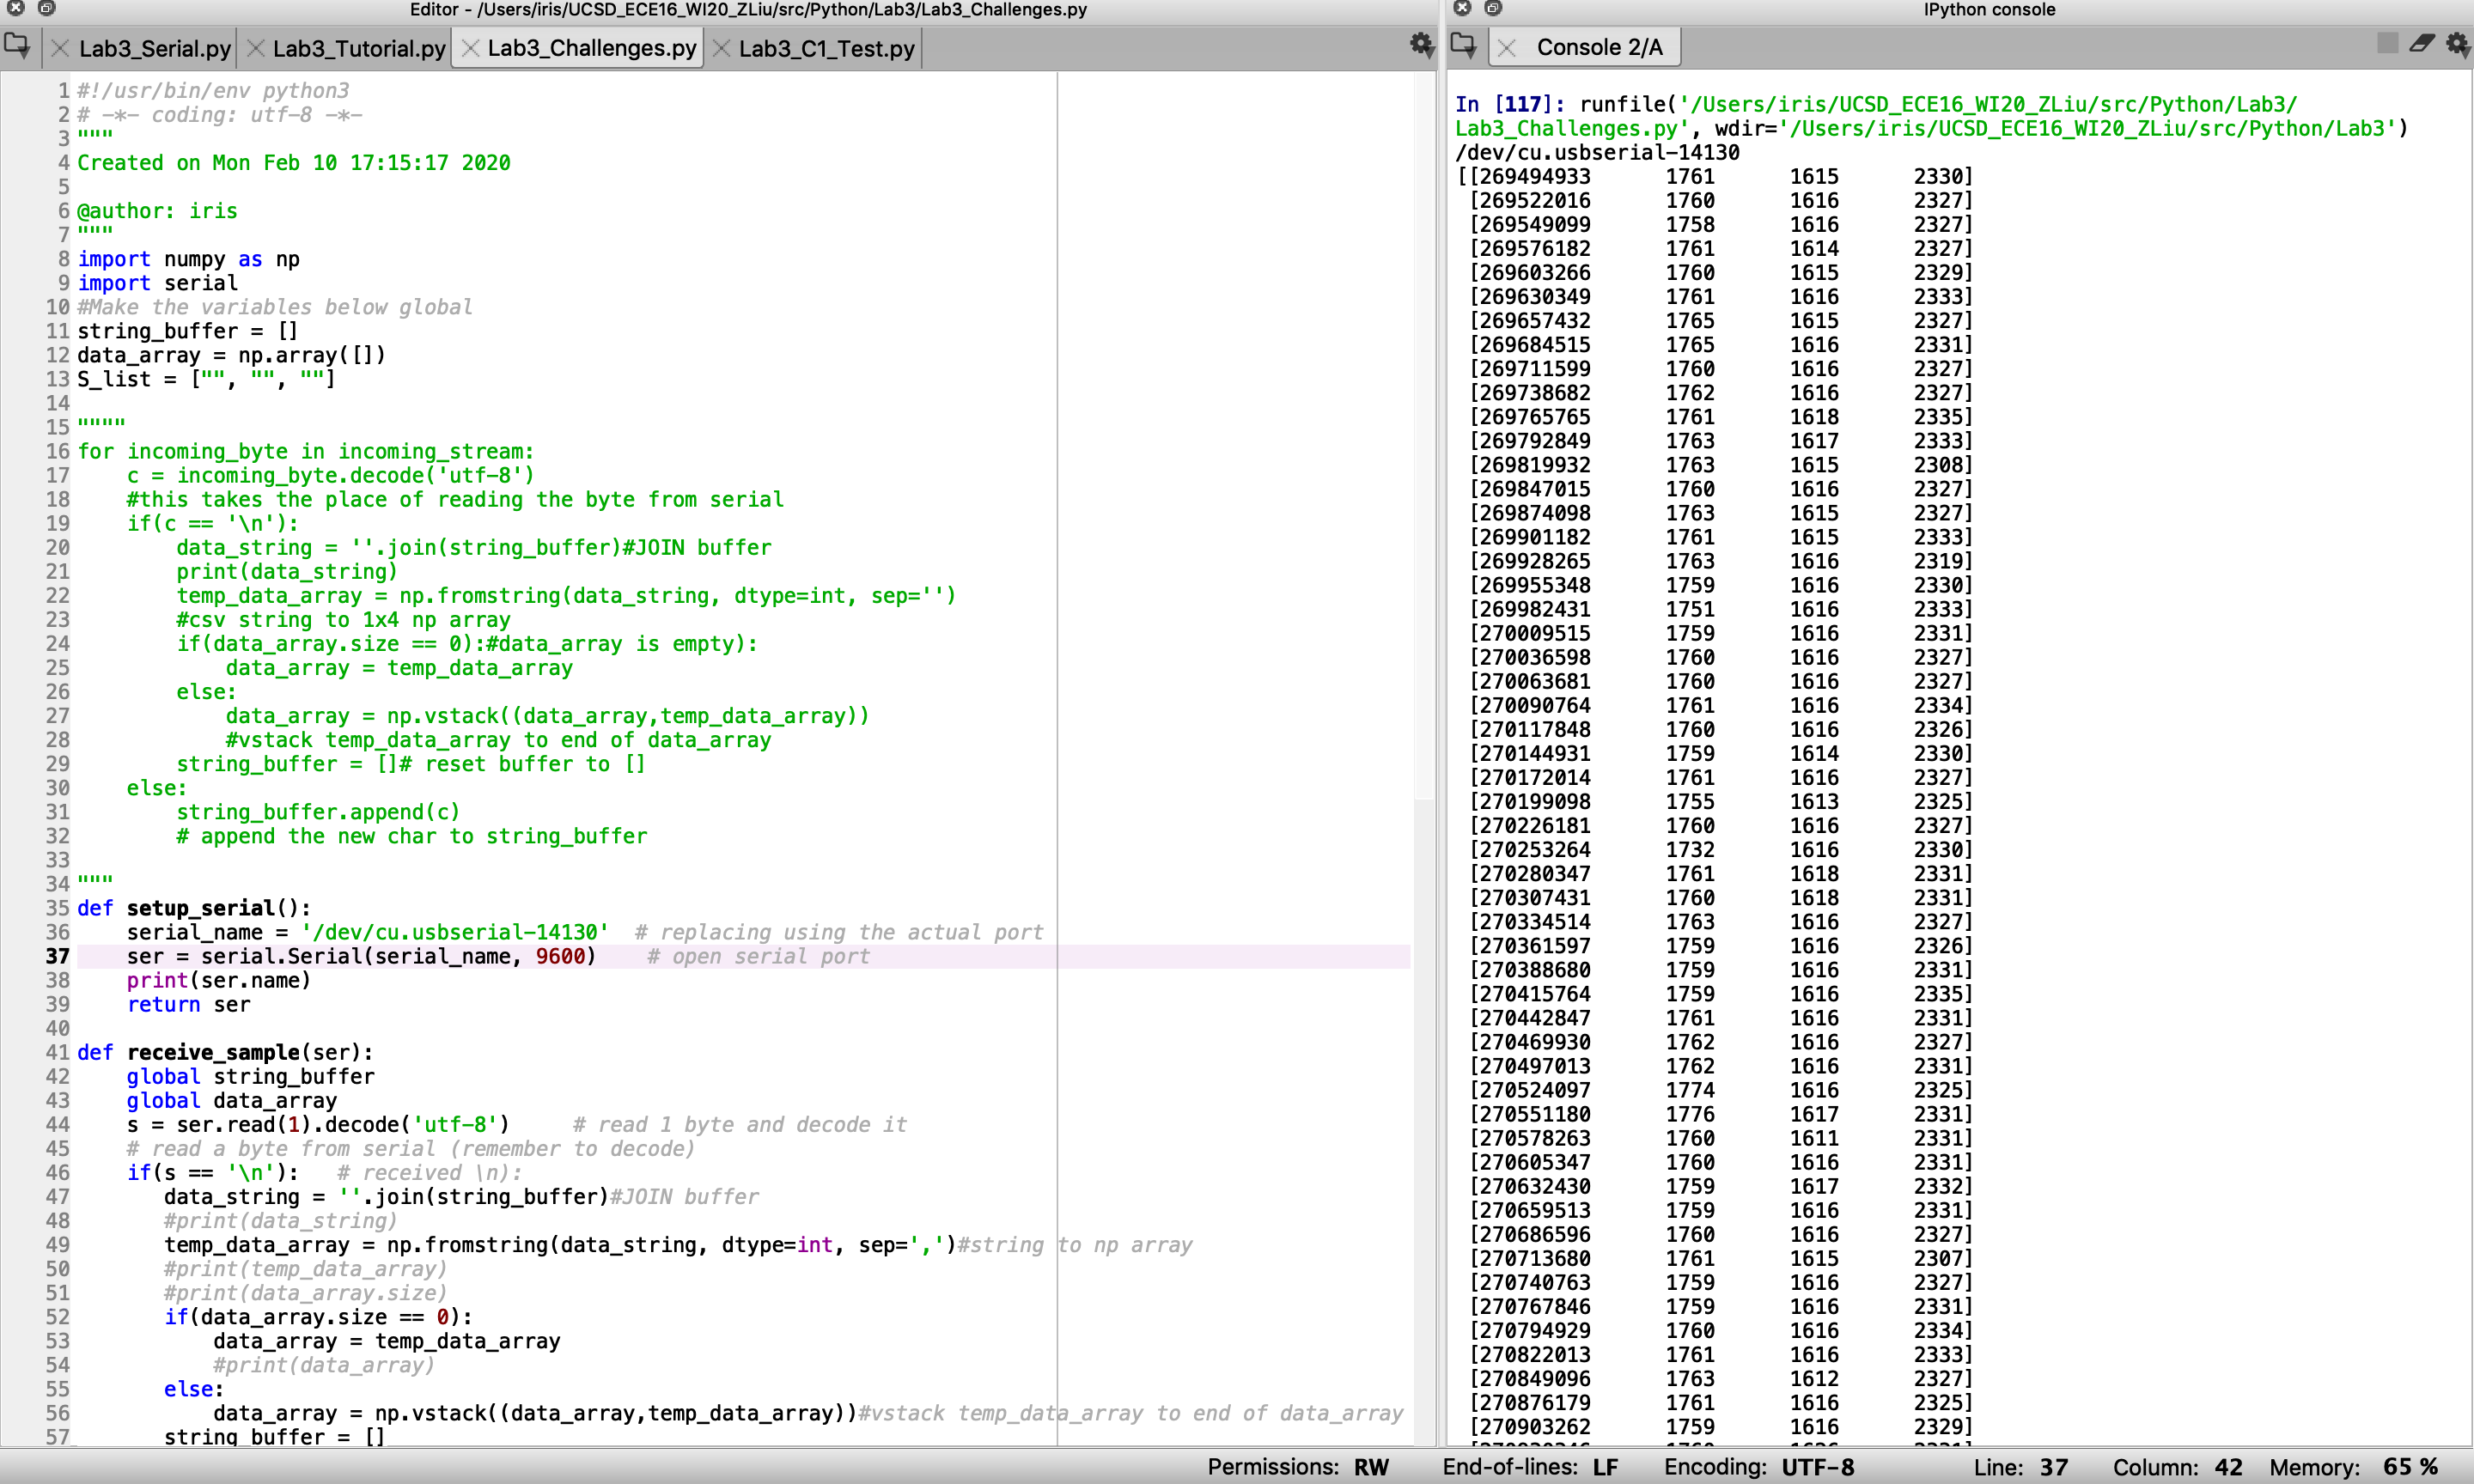 Editor - /Users/iris/UCSD_ECE16_WI20_ZLiu/src/Python/Lab3/Lab3_Challenges.py
Lab3_Serial.py Lab3_Tutorial.py Lab3_Challenges.py Lab3_C1_Test.py
1 #!/usr/bin/env python3
2 # -*- coding: utf-8 -*-
3 """
4 Created on Mon Feb 10 17:15:17 2020
5
6 @author: iris
7 """
8 import numpy as np
9 import serial
10 #Make the variables below global
11 string_buffer = []
12 data_array = np.array([])
13 S_list = ["", "", ""]
14
15 """"
16 for incoming_byte in incoming_stream:
17     c = incoming_byte.decode('utf-8')
18     #this takes the place of reading the byte from serial
19     if(c == '\n'):
20         data_string = ''.join(string_buffer)#JOIN buffer
21         print(data_string)
22         temp_data_array = np.fromstring(data_string, dtype=int, sep='')
23         #csv string to 1x4 np array
24         if(data_array.size == 0):#data_array is empty):
25             data_array = temp_data_array
26         else:
27             data_array = np.vstack((data_array,temp_data_array))
28             #vstack temp_data_array to end of data_array
29         string_buffer = []# reset buffer to []
30     else:
31         string_buffer.append(c)
32         # append the new char to string_buffer
33
34 """
35 def setup_serial():
36     serial_name = '/dev/cu.usbserial-14130'  # replacing using the actual port
37     ser = serial.Serial(serial_name, 9600)    # open serial port
38     print(ser.name)
39     return ser
40
41 def receive_sample(ser):
42     global string_buffer
43     global data_array
44     s = ser.read(1).decode('utf-8')     # read 1 byte and decode it
45     # read a byte from serial (remember to decode)
46     if(s == '\n'):   # received \n):
47        data_string = ''.join(string_buffer)#JOIN buffer
48        #print(data_string)
49        temp_data_array = np.fromstring(data_string, dtype=int, sep=',')#string to np array
50        #print(temp_data_array)
51        #print(data_array.size)
52        if(data_array.size == 0):
53            data_array = temp_data_array
54            #print(data_array)
55        else:
56            data_array = np.vstack((data_array,temp_data_array))#vstack temp_data_array to end of data_array
57        string_buffer = []
IPython console
Console 2/A
In [117]: runfile('/Users/iris/UCSD_ECE16_WI20_ZLiu/src/Python/Lab3/
Lab3_Challenges.py', wdir='/Users/iris/UCSD_ECE16_WI20_ZLiu/src/Python/Lab3')
/dev/cu.usbserial-14130
[[269494933 1761 1615 2330]
[269522016 1760 1616 2327]
[269549099 1758 1616 2327]
[269576182 1761 1614 2327]
[269603266 1760 1615 2329]
[269630349 1761 1616 2333]
[269657432 1765 1615 2327]
[269684515 1765 1616 2331]
[269711599 1760 1616 2327]
[269738682 1762 1616 2327]
[269765765 1761 1618 2335]
[269792849 1763 1617 2333]
[269819932 1763 1615 2308]
[269847015 1760 1616 2327]
[269874098 1763 1615 2327]
[269901182 1761 1615 2333]
[269928265 1763 1616 2319]
[269955348 1759 1616 2330]
[269982431 1751 1616 2333]
[270009515 1759 1616 2331]
[270036598 1760 1616 2327]
[270063681 1760 1616 2327]
[270090764 1761 1616 2334]
[270117848 1760 1616 2326]
[270144931 1759 1614 2330]
[270172014 1761 1616 2327]
[270199098 1755 1613 2325]
[270226181 1760 1616 2327]
[270253264 1732 1616 2330]
[270280347 1761 1618 2331]
[270307431 1760 1618 2331]
[270334514 1763 1616 2327]
[270361597 1759 1616 2326]
[270388680 1759 1616 2331]
[270415764 1759 1616 2335]
[270442847 1761 1616 2331]
[270469930 1762 1616 2327]
[270497013 1762 1616 2331]
[270524097 1774 1616 2325]
[270551180 1776 1617 2331]
[270578263 1760 1611 2331]
[270605347 1760 1616 2331]
[270632430 1759 1617 2332]
[270659513 1759 1616 2331]
[270686596 1760 1616 2327]
[270713680 1761 1615 2307]
[270740763 1759 1616 2327]
[270767846 1759 1616 2331]
[270794929 1760 1616 2334]
[270822013 1761 1616 2333]
[270849096 1763 1612 2327]
[270876179 1761 1616 2325]
[270903262 1759 1616 2329]
Permissions: RW End-of-lines: LF Encoding: UTF-8 Line: 37 Column: 42 Memory: 65 %